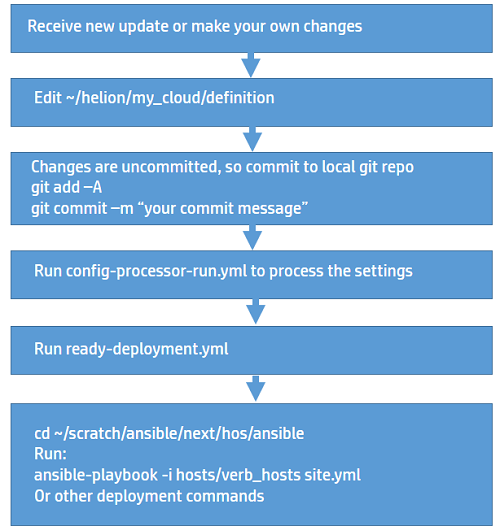 Receive new update or make your own changes
Edit ~/helion/my_cloud/definition
Changes are uncommitted, so commit to local git repo
git add –A
git commit –m “your commit message”
Run config-processor-run.yml to process the settings
Run ready-deployment.yml
cd ~/scratch/ansible/next/hos/ansible
Run:
ansible-playbook -i hosts/verb_hosts site.yml
Or other deployment commands